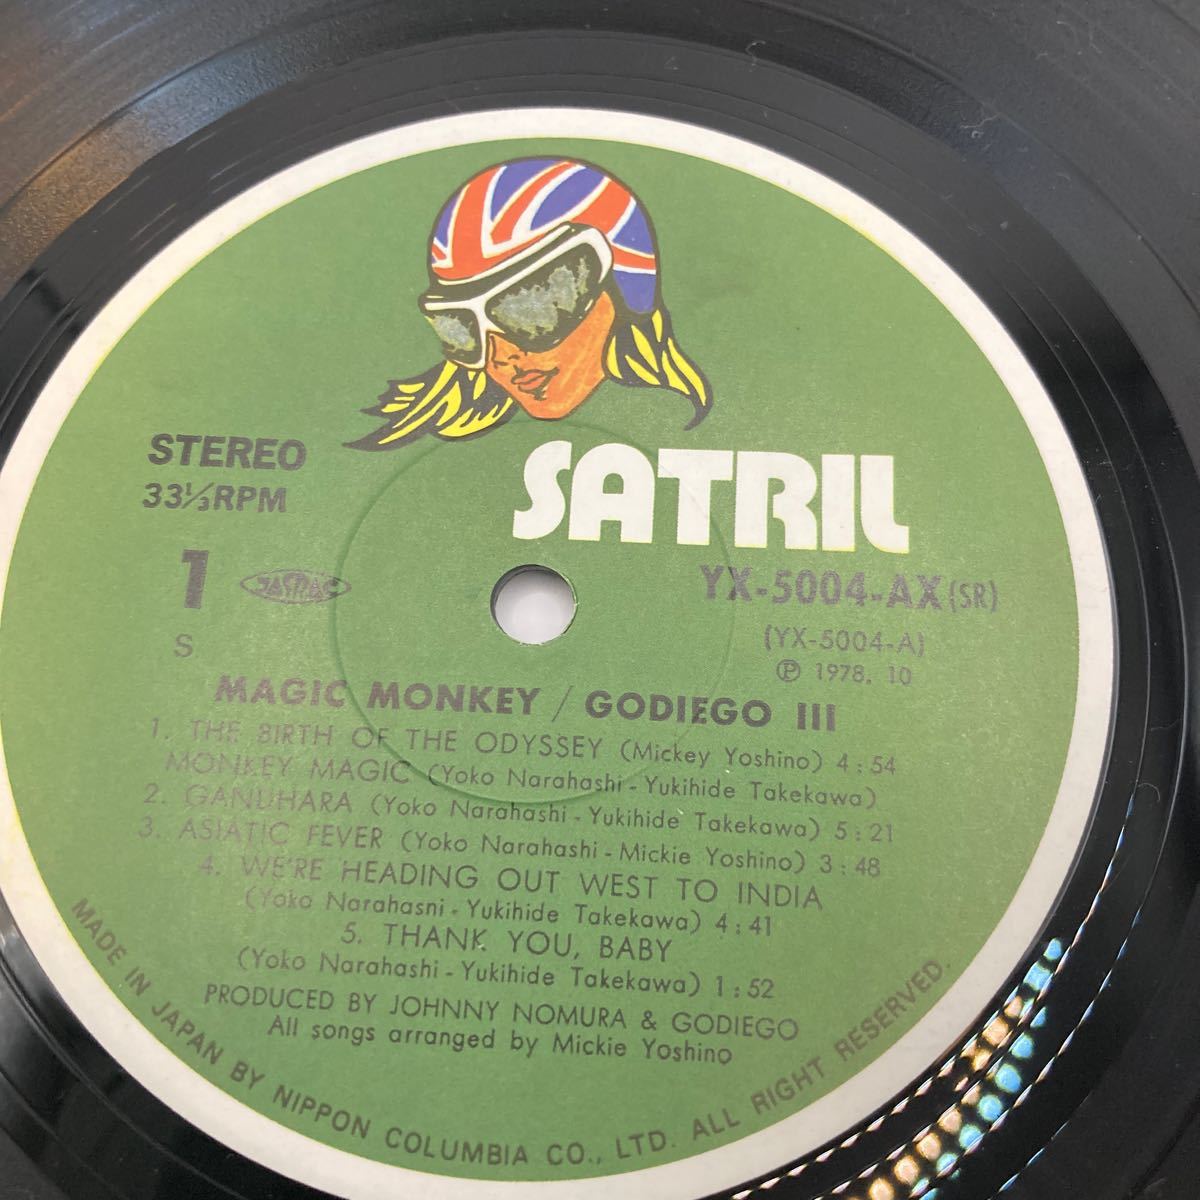 SATRIL
STEREO
33⅓RPM
1
JASRAC
S
YX-5004-AX(SR)
(YX-5004-A)
Ⓟ 1978. 10
MAGIC MONKEY / GODIEGO III
1. THE BIRTH OF THE ODYSSEY (Mickey Yoshino) 4:54
MONKEY MAGIC (Yoko Narahashi - Yukihide Takekawa)
2. GANDHARA (Yoko Narahashi - Yukihide Takekawa) 5:21
3. ASIATIC FEVER (Yoko Narahashi - Mickie Yoshino) 3:48
4. WE'RE HEADING OUT WEST TO INDIA
(Yoko Narahasni - Yukihide Takekawa) 4:41
5. THANK YOU, BABY
(Yoko Narahashi - Yukihide Takekawa) 1:52
PRODUCED BY JOHNNY NOMURA & GODIEGO
All songs arranged by Mickie Yoshino
MADE IN JAPAN BY NIPPON COLUMBIA CO., LTD. ALL RIGHT RESERVED.